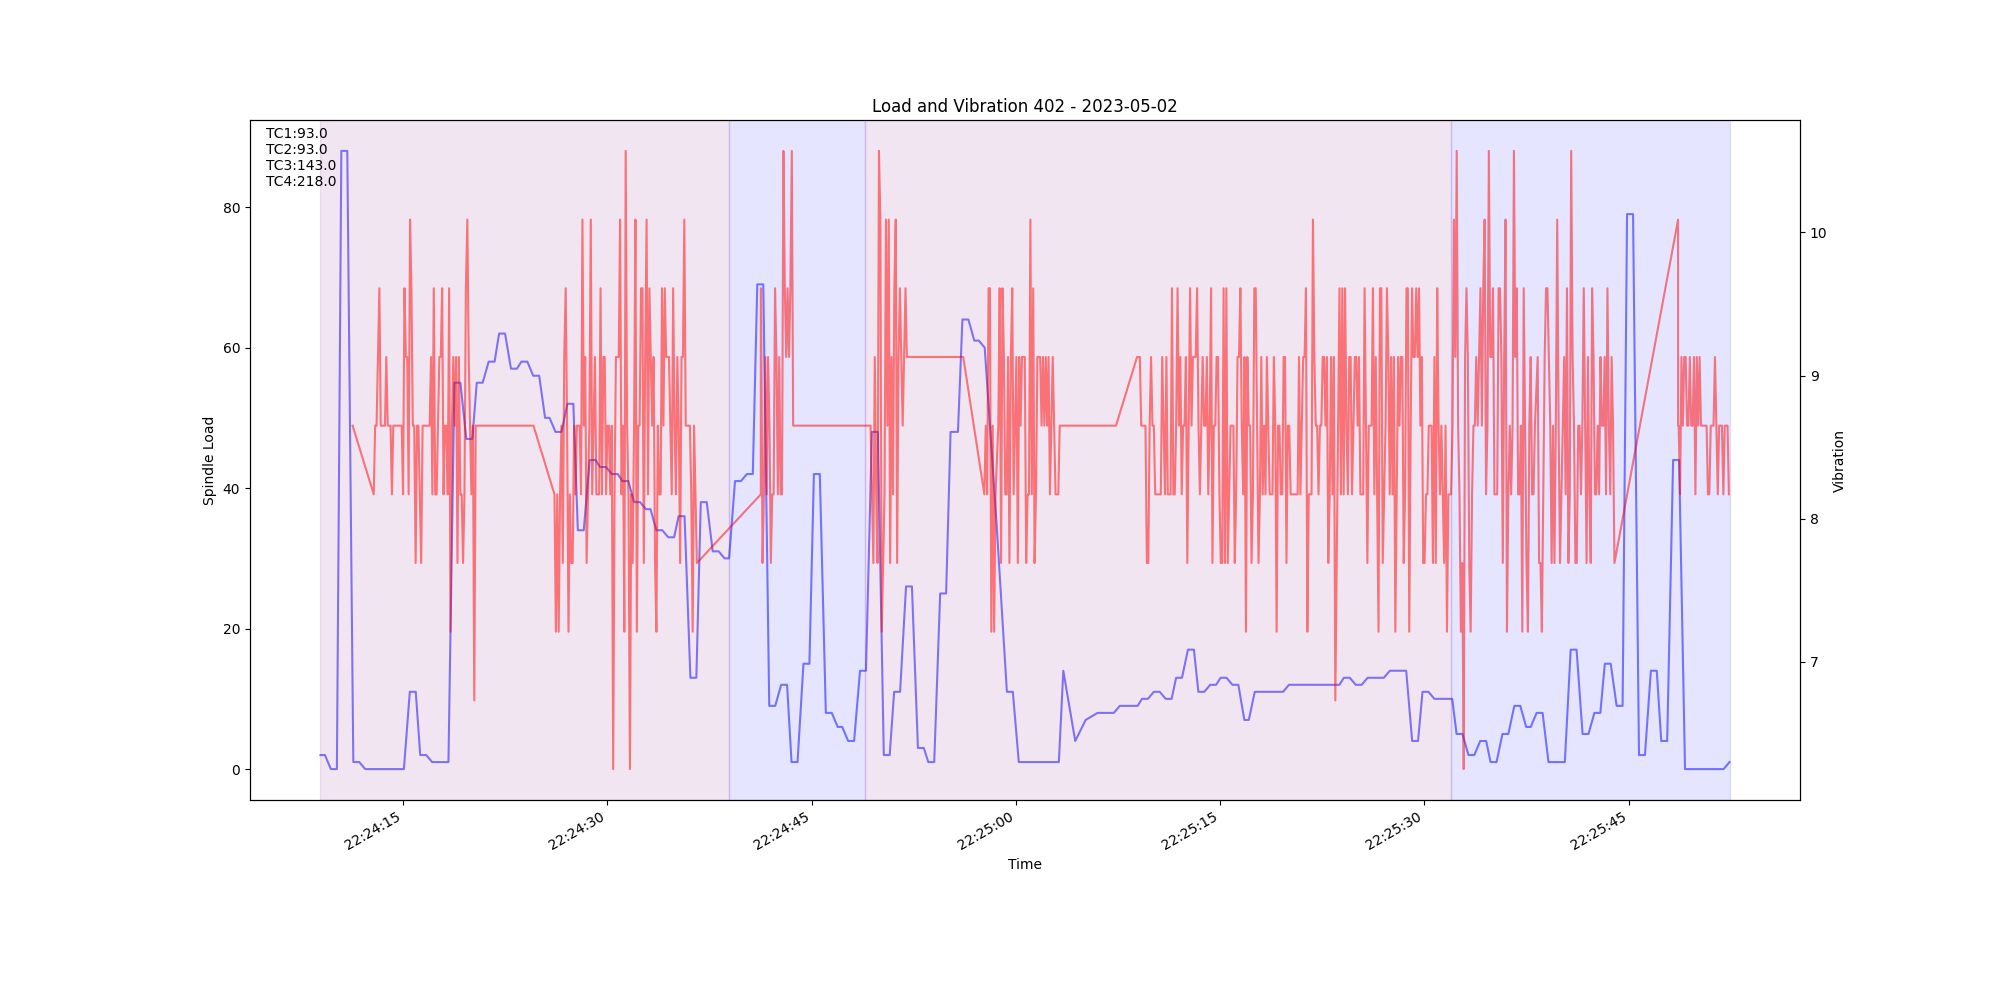 Load and Vibration 402 - 2023-05-02
TC1:93.0
TC2:93.0
TC3:143.0
TC4:218.0
80
60
40
20
0
Spindle Load
10
9
8
7
Vibration
22:24:15
22:24:30
22:24:45
22:25:00
22:25:15
22:25:30
22:25:45
Time